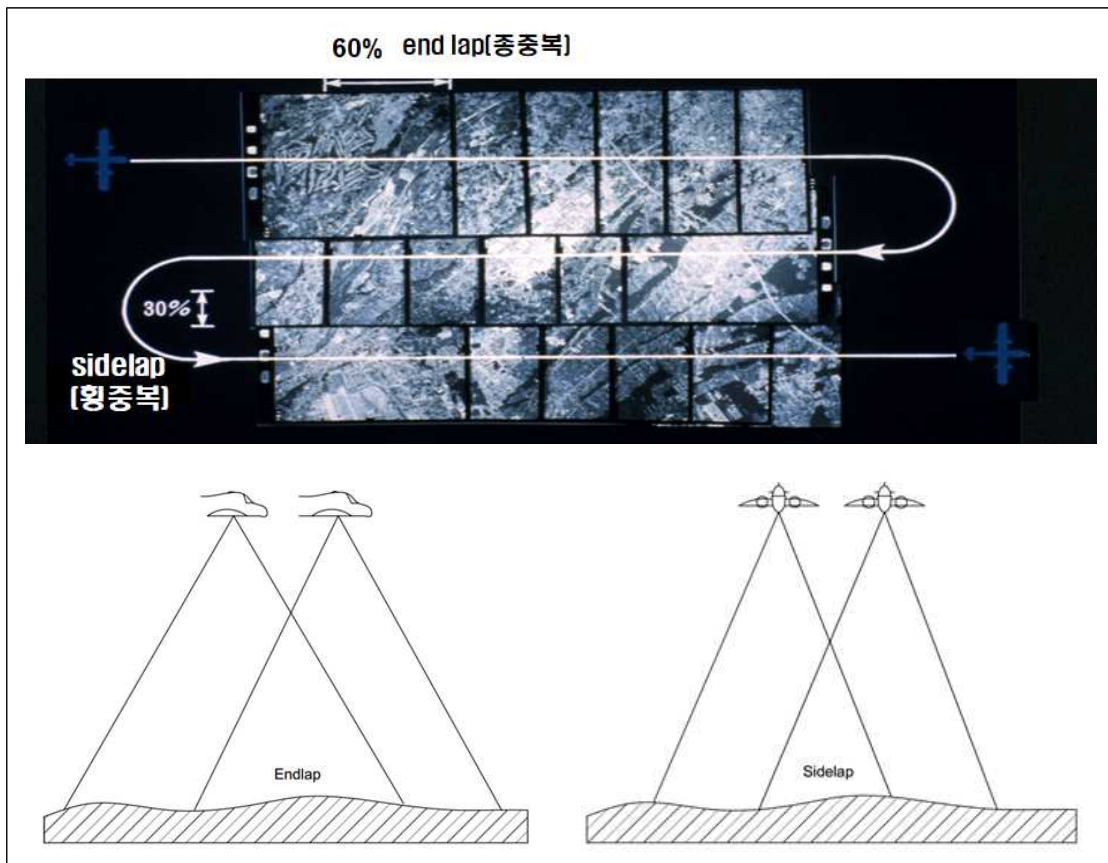 60% end lap(종중복)
30%
sidelap
(횡중복)
Endlap
Sidelap